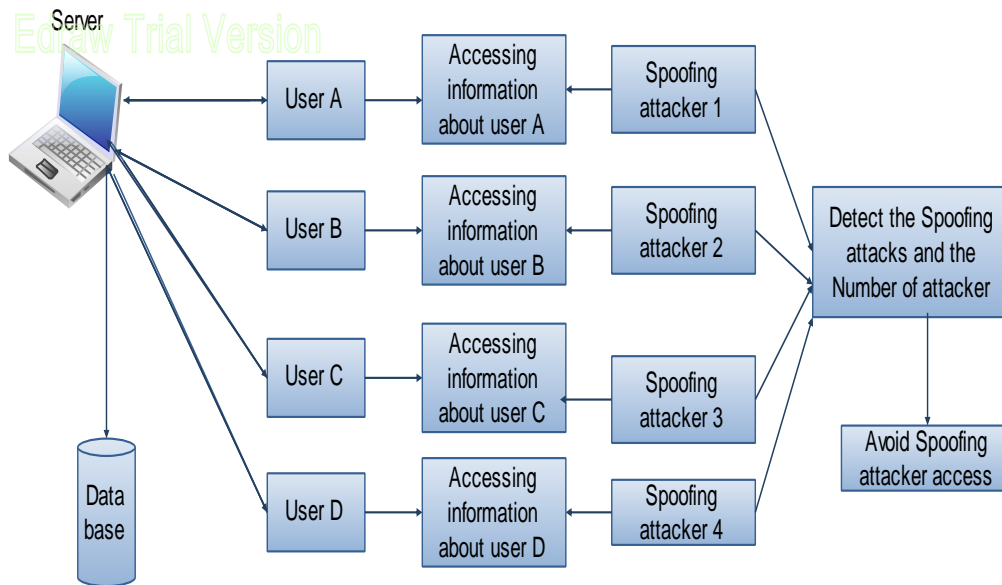 Server
Edraw Trial Version
User A
Accessing
information
about user A
Spoofing
attacker 1
User B
Accessing
information
about user B
Spoofing
attacker 2
Detect the Spoofing
attacks and the
Number of attacker
User C
Accessing
information
about user C
Spoofing
attacker 3
Avoid Spoofing
attacker access
Data
base
User D
Accessing
information
about user D
Spoofing
attacker 4